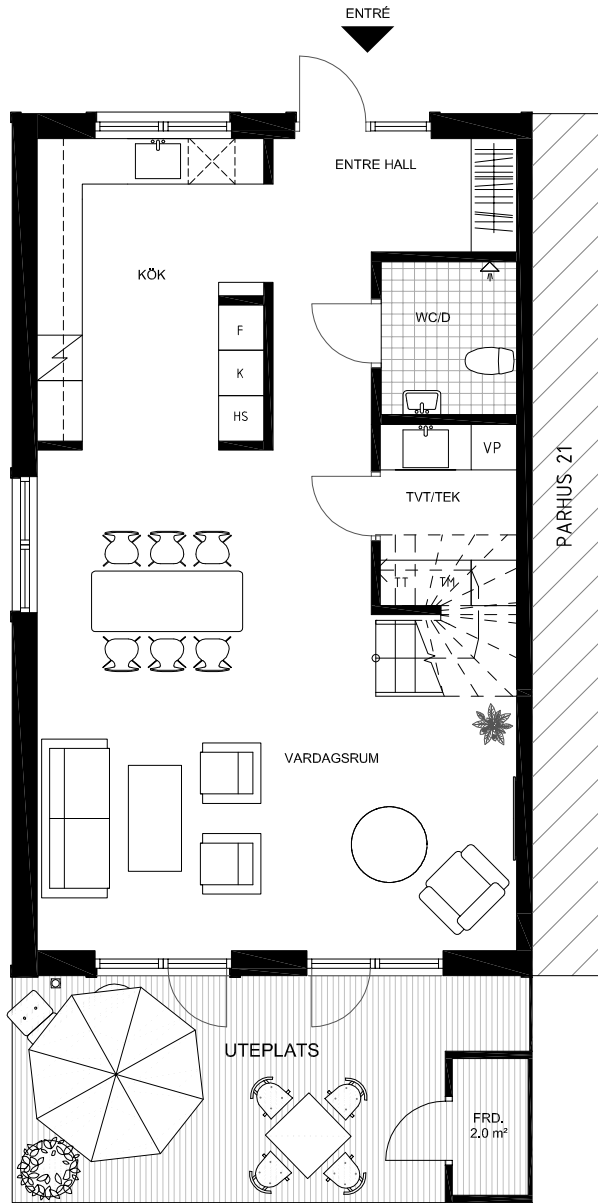 ENTRÉ
ENTRE HALL
KÖK
WC/D
F
K
HS
VP
TVT/TEK
PARHUS 21
TT
TM
VARDAGSRUM
UTEPLATS
FRD.
2.0 m²